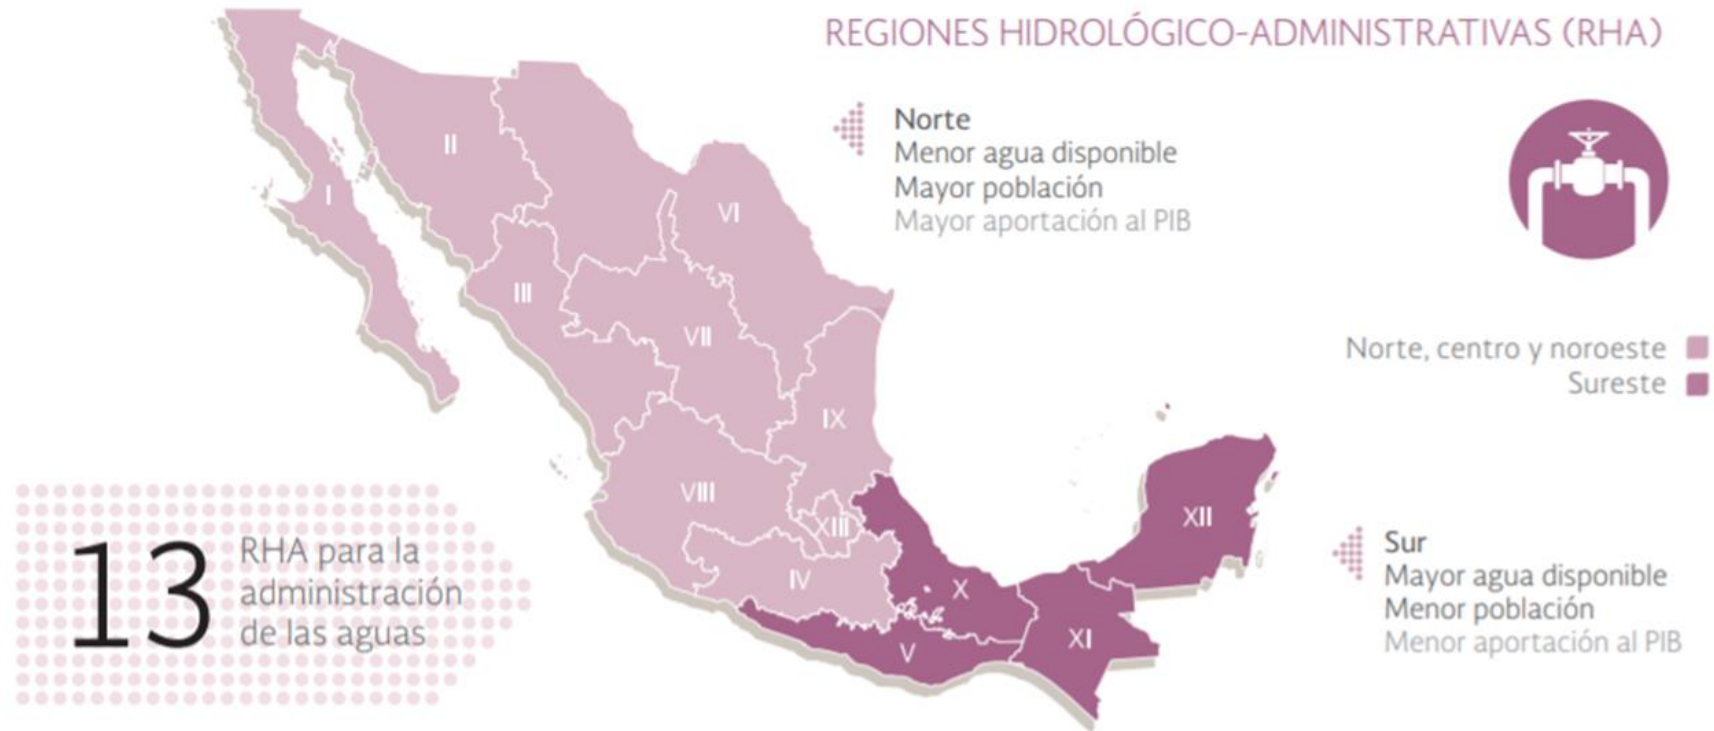 REGIONES HIDROLÓGICO-ADMINISTRATIVAS (RHA)
Norte
Menor agua disponible
Mayor población
Mayor aportación al PIB
Norte, centro y noroeste
Sureste
I
II
III
VI
VII
IX
VIII
XIII
IV
X
V
XI
XII
Sur
Mayor agua disponible
Menor población
Menor aportación al PIB
13
RHA para la
administración
de las aguas